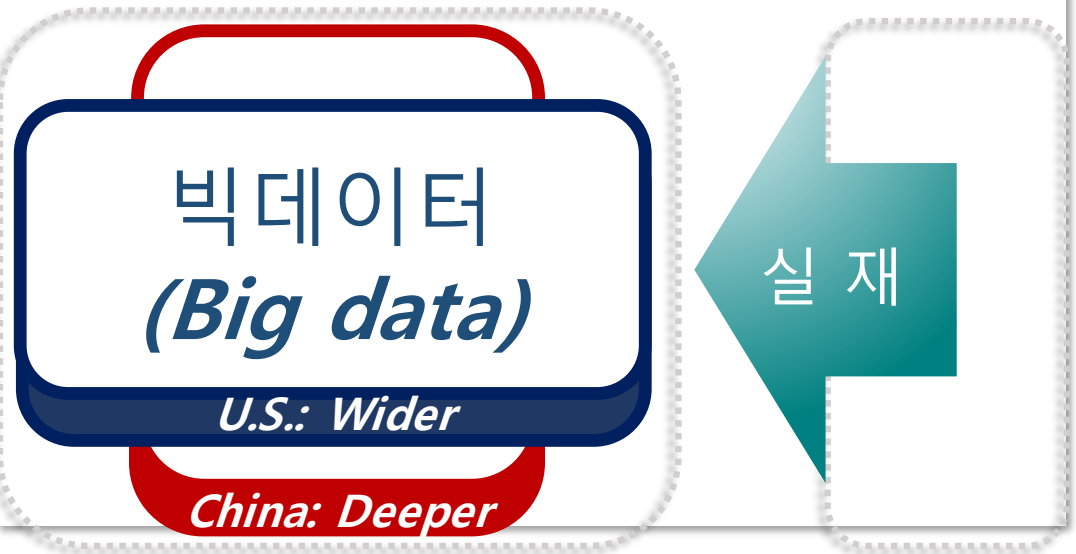 빅데이터
(Big data)
U.S.: Wider
China: Deeper
실 재